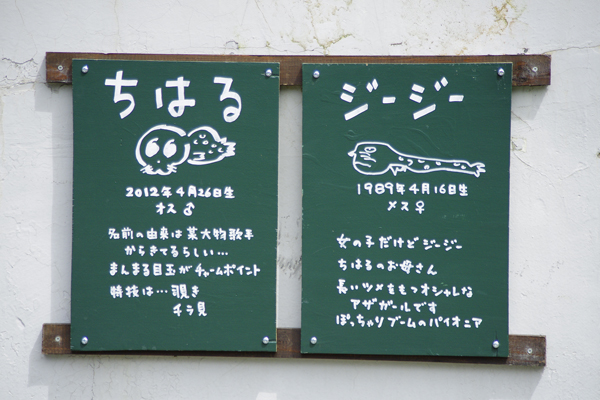 ちはる
2012年4月26日生
オス♂
名前の由来は某大物歌手
からきてるらしい…
まんまる目玉がチャームポイント
特技は…覗き
チラ見
ジージー
1989年4月16日生
メス♀
女の子だけどジージー
ちはるのお母さん
長いツメをもつオシャレな
アザガールです
ぽっちゃりブームのパイオニア